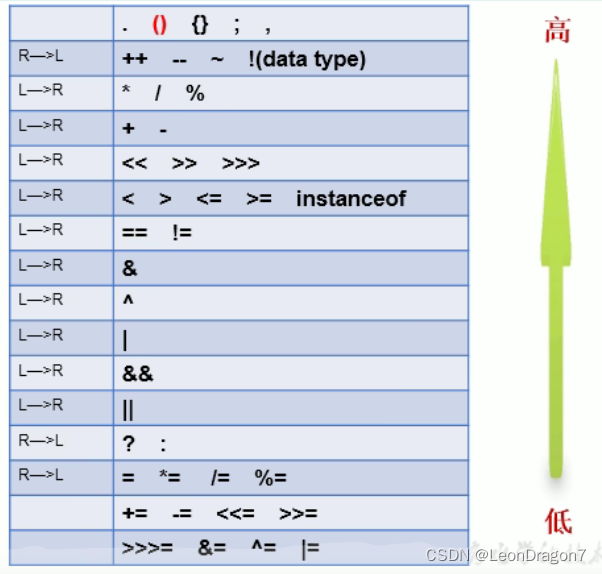 . () {} ; ,
R—>L ++ -- ~ !(data type)
L—>R * / %
L—>R + -
L—>R << >> >>>
L—>R < > <= >= instanceof
L—>R == !=
L—>R &
L—>R ^
L—>R |
L—>R &&
L—>R ||
R—>L ? :
R—>L = *= /= %=
+= -= <<= >>=
>>>= &= ^= |=
高
低
CSDN @LeonDragon7